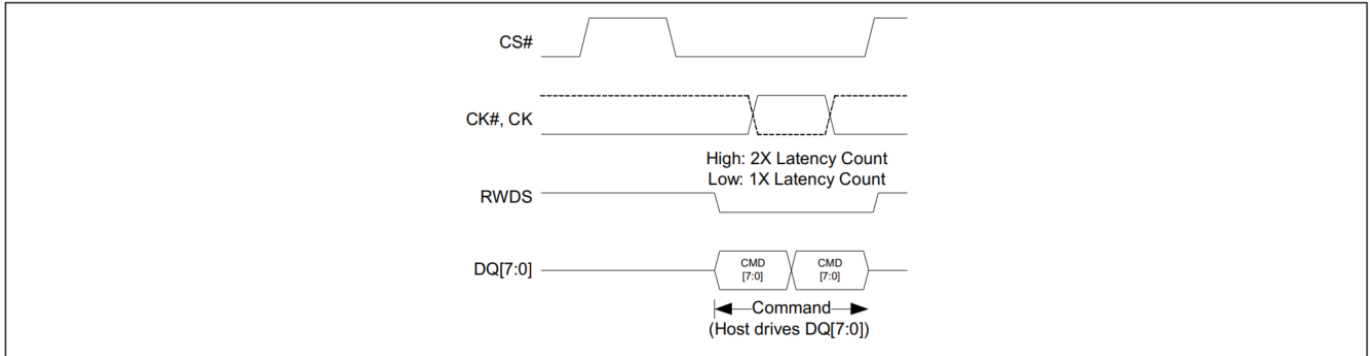 CS#
CK#, CK
High: 2X Latency Count
Low: 1X Latency Count
RWDS
DQ[7:0]
CMD
[7:0]
CMD
[7:0]
Command
(Host drives DQ[7:0])